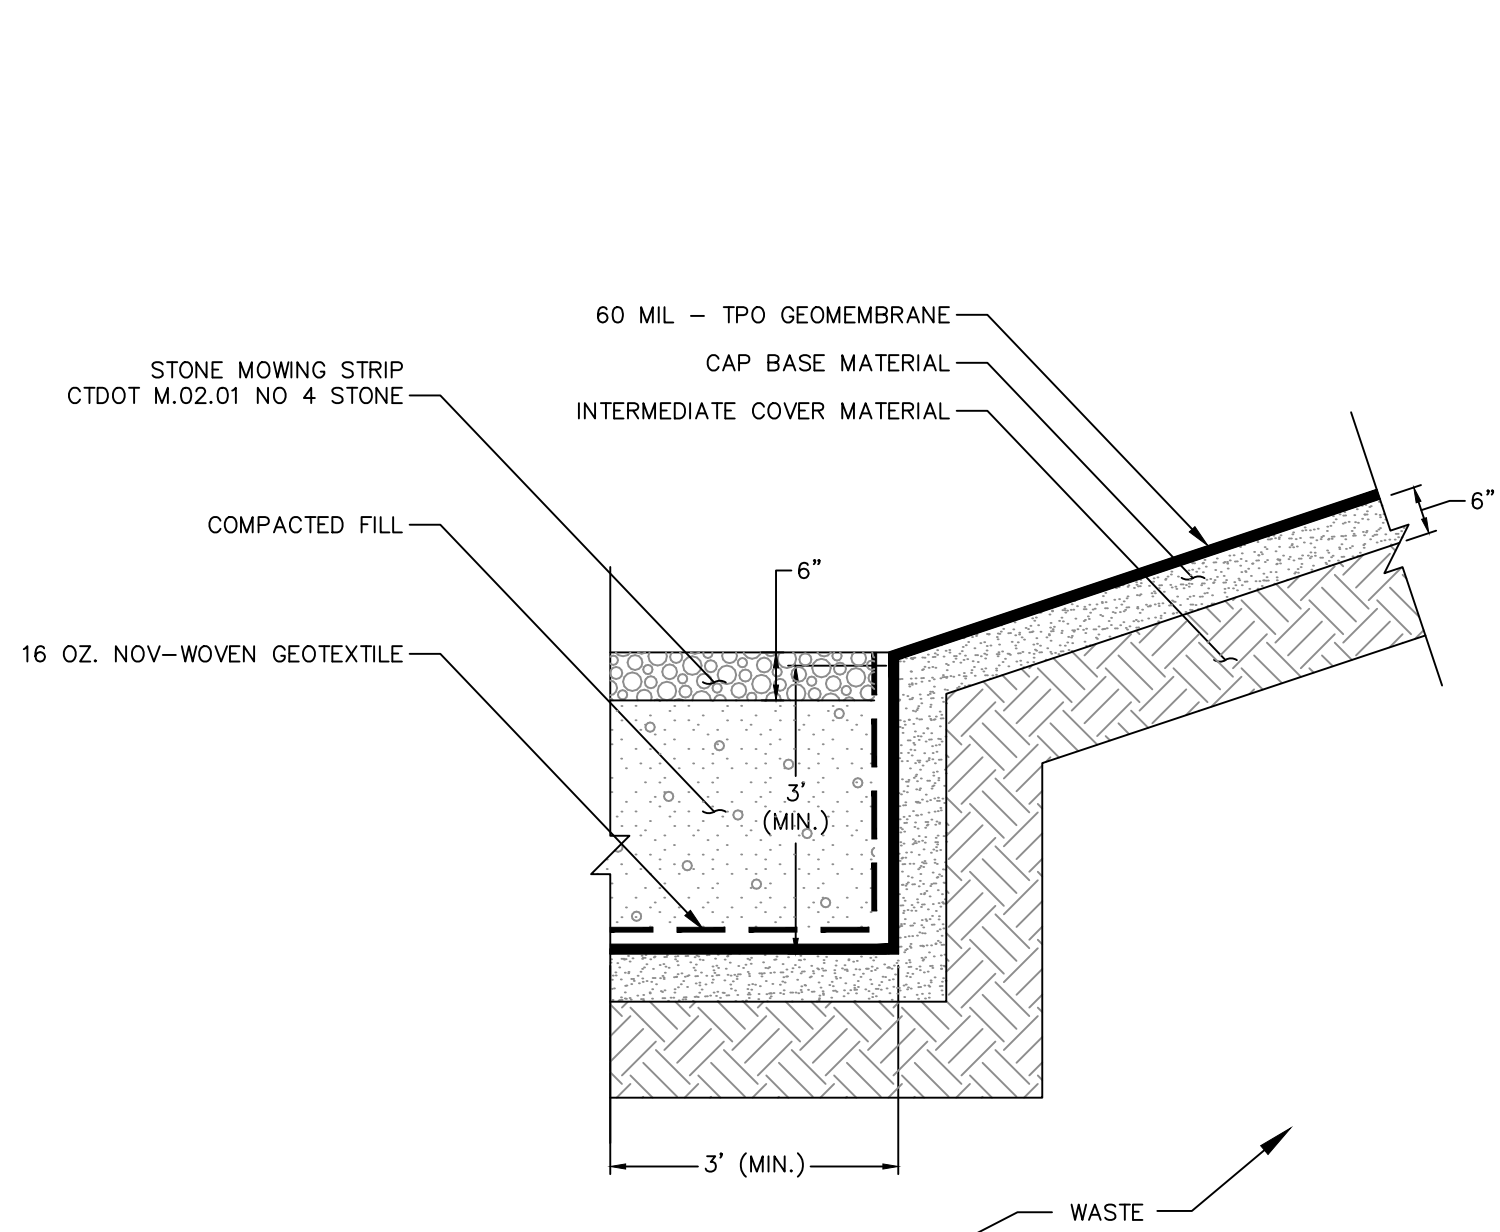 60 MIL – TPO GEOMEMBRANE
CAP BASE MATERIAL
INTERMEDIATE COVER MATERIAL
STONE MOWING STRIP
CTDOT M.02.01 NO 4 STONE
COMPACTED FILL
16 OZ. NOV–WOVEN GEOTEXTILE
6”
6”
3’
(MIN.)
3’ (MIN.)
WASTE